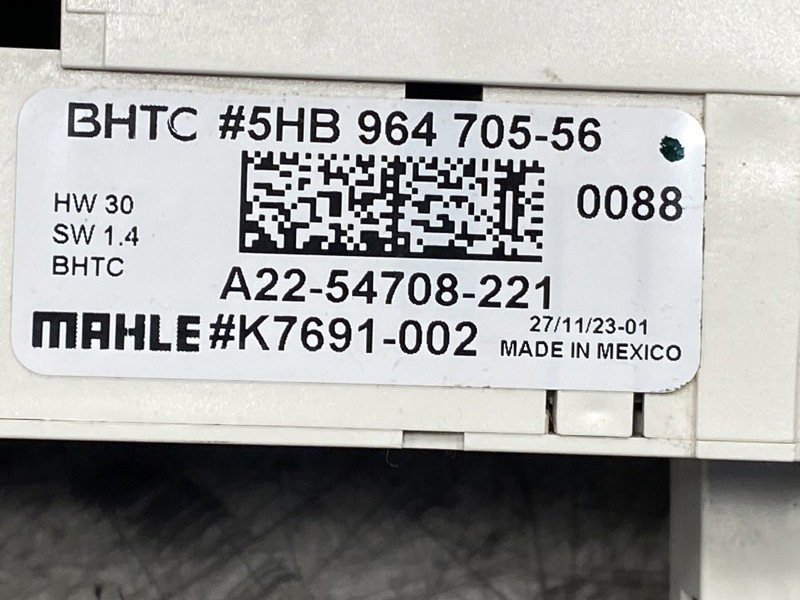 BHTC #5HB 964 705-56
0088
HW 30
SW 1.4
BHTC
A22-54708-221
MAHLE #K7691-002
27/11/23-01
MADE IN MEXICO